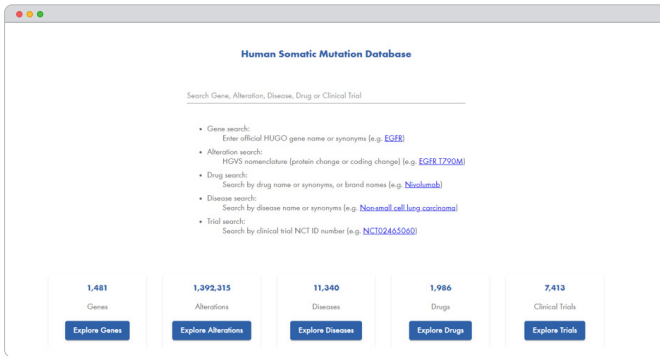 Human Somatic Mutation Database
Search Gene, Alteration, Disease, Drug or Clinical Trial
• Gene search:
Enter official HUGO gene name or synonyms (e.g. EGFR)
• Alteration search:
HGVS nomenclature (protein change or coding change) (e.g. EGFR T790M)
• Drug search:
Search by drug name or synonyms, or brand names (e.g. Nivolumab)
• Disease search:
Search by disease name or synonyms (e.g. Non-small cell lung carcinoma)
• Trial search:
Search by clinical trial NCT ID number (e.g. NCT02465060)
1,481 1,392,315 11,340 1,986 7,413
Genes Alterations Diseases Drugs Clinical Trials
Explore Genes Explore Alterations Explore Diseases Explore Drugs Explore Trials